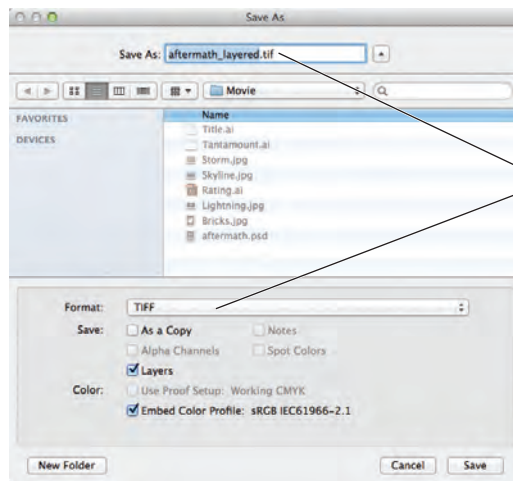 Save As
Save As: aftermath_layered.tif
Movie
FAVORITES
DEVICES
Name
Title.ai
Tantamount.ai
Storm.jpg
Skyline.jpg
Rating.ai
Lightning.jpg
Bricks.jpg
aftermath.psd
Format: TIFF
Save: As a Copy Notes
Alpha Channels Spot Colors
Layers
Color: Use Proof Setup: Working CMYK
Embed Color Profile: sRGB IEC61966-2.1
New Folder Cancel Save